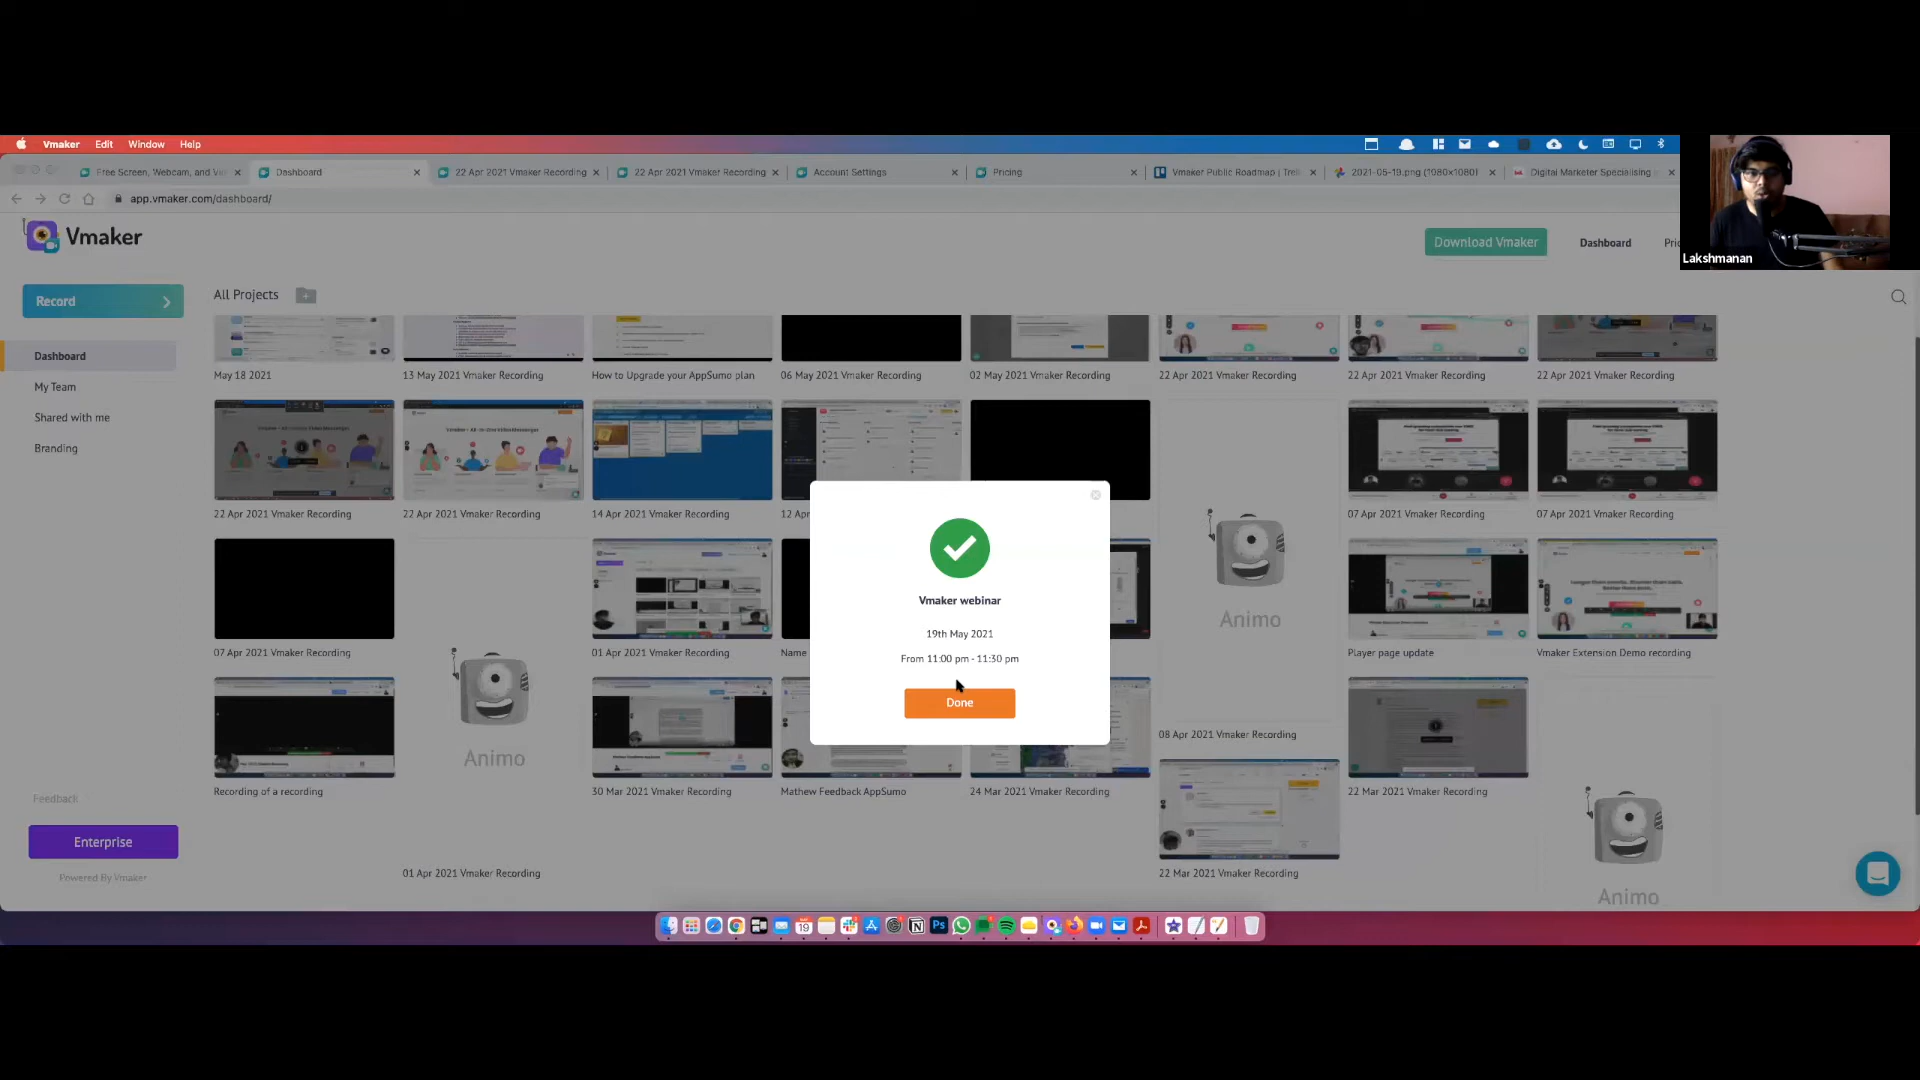 Vmaker Edit Window Help
Free Screen, Webcam, and Vi
Dashboard
22 Apr 2021 Vmaker Recording
22 Apr 2021 Vmaker Recording
Account Settings
Pricing
Vmaker Public Roadmap | Trel
2021-05-19.png (1080×1080)
Digital Marketer Specialising
app.vmaker.com/dashboard/
Vmaker
Download Vmaker
Dashboard
Lakshmanan
Record
All Projects
Dashboard
My Team
Shared with me
Branding
May 18 2021
13 May 2021 Vmaker Recording
How to Upgrade your AppSumo plan
06 May 2021 Vmaker Recording
02 May 2021 Vmaker Recording
22 Apr 2021 Vmaker Recording
22 Apr 2021 Vmaker Recording
22 Apr 2021 Vmaker Recording
22 Apr 2021 Vmaker Recording
22 Apr 2021 Vmaker Recording
14 Apr 2021 Vmaker Recording
12 Ap
07 Apr 2021 Vmaker Recording
07 Apr 2021 Vmaker Recording
Animo
07 Apr 2021 Vmaker Recording
01 Apr 2021 Vmaker Recording
Name
Player page update
Vmaker Extension Demo recording
Vmaker webinar
19th May 2021
From 11:00 pm - 11:30 pm
Done
08 Apr 2021 Vmaker Recording
Animo
Recording of a recording
30 Mar 2021 Vmaker Recording
Mathew Feedback AppSumo
24 Mar 2021 Vmaker Recording
22 Mar 2021 Vmaker Recording
Feedback
Enterprise
Powered By Vmaker
01 Apr 2021 Vmaker Recording
22 Mar 2021 Vmaker Recording
Animo